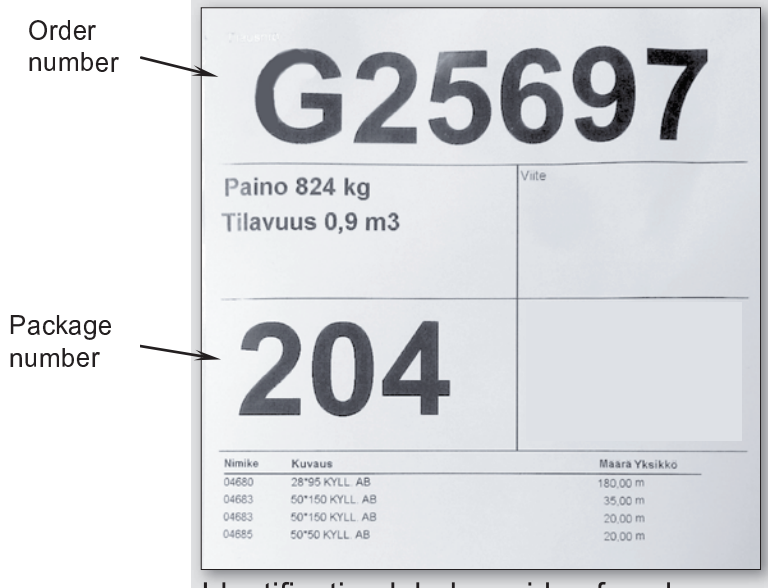 Order
number
G25697
Paino 824 kg
Tilavuus 0,9 m3
Viite
Package
number
204
Nimike Kuvaus Määrä Yksikkö
04680 28*95 KYLL. AB 180,00 m
04683 50*150 KYLL. AB 35,00 m
04683 50*150 KYLL. AB 20,00 m
04685 50*50 KYLL. AB 20,00 m